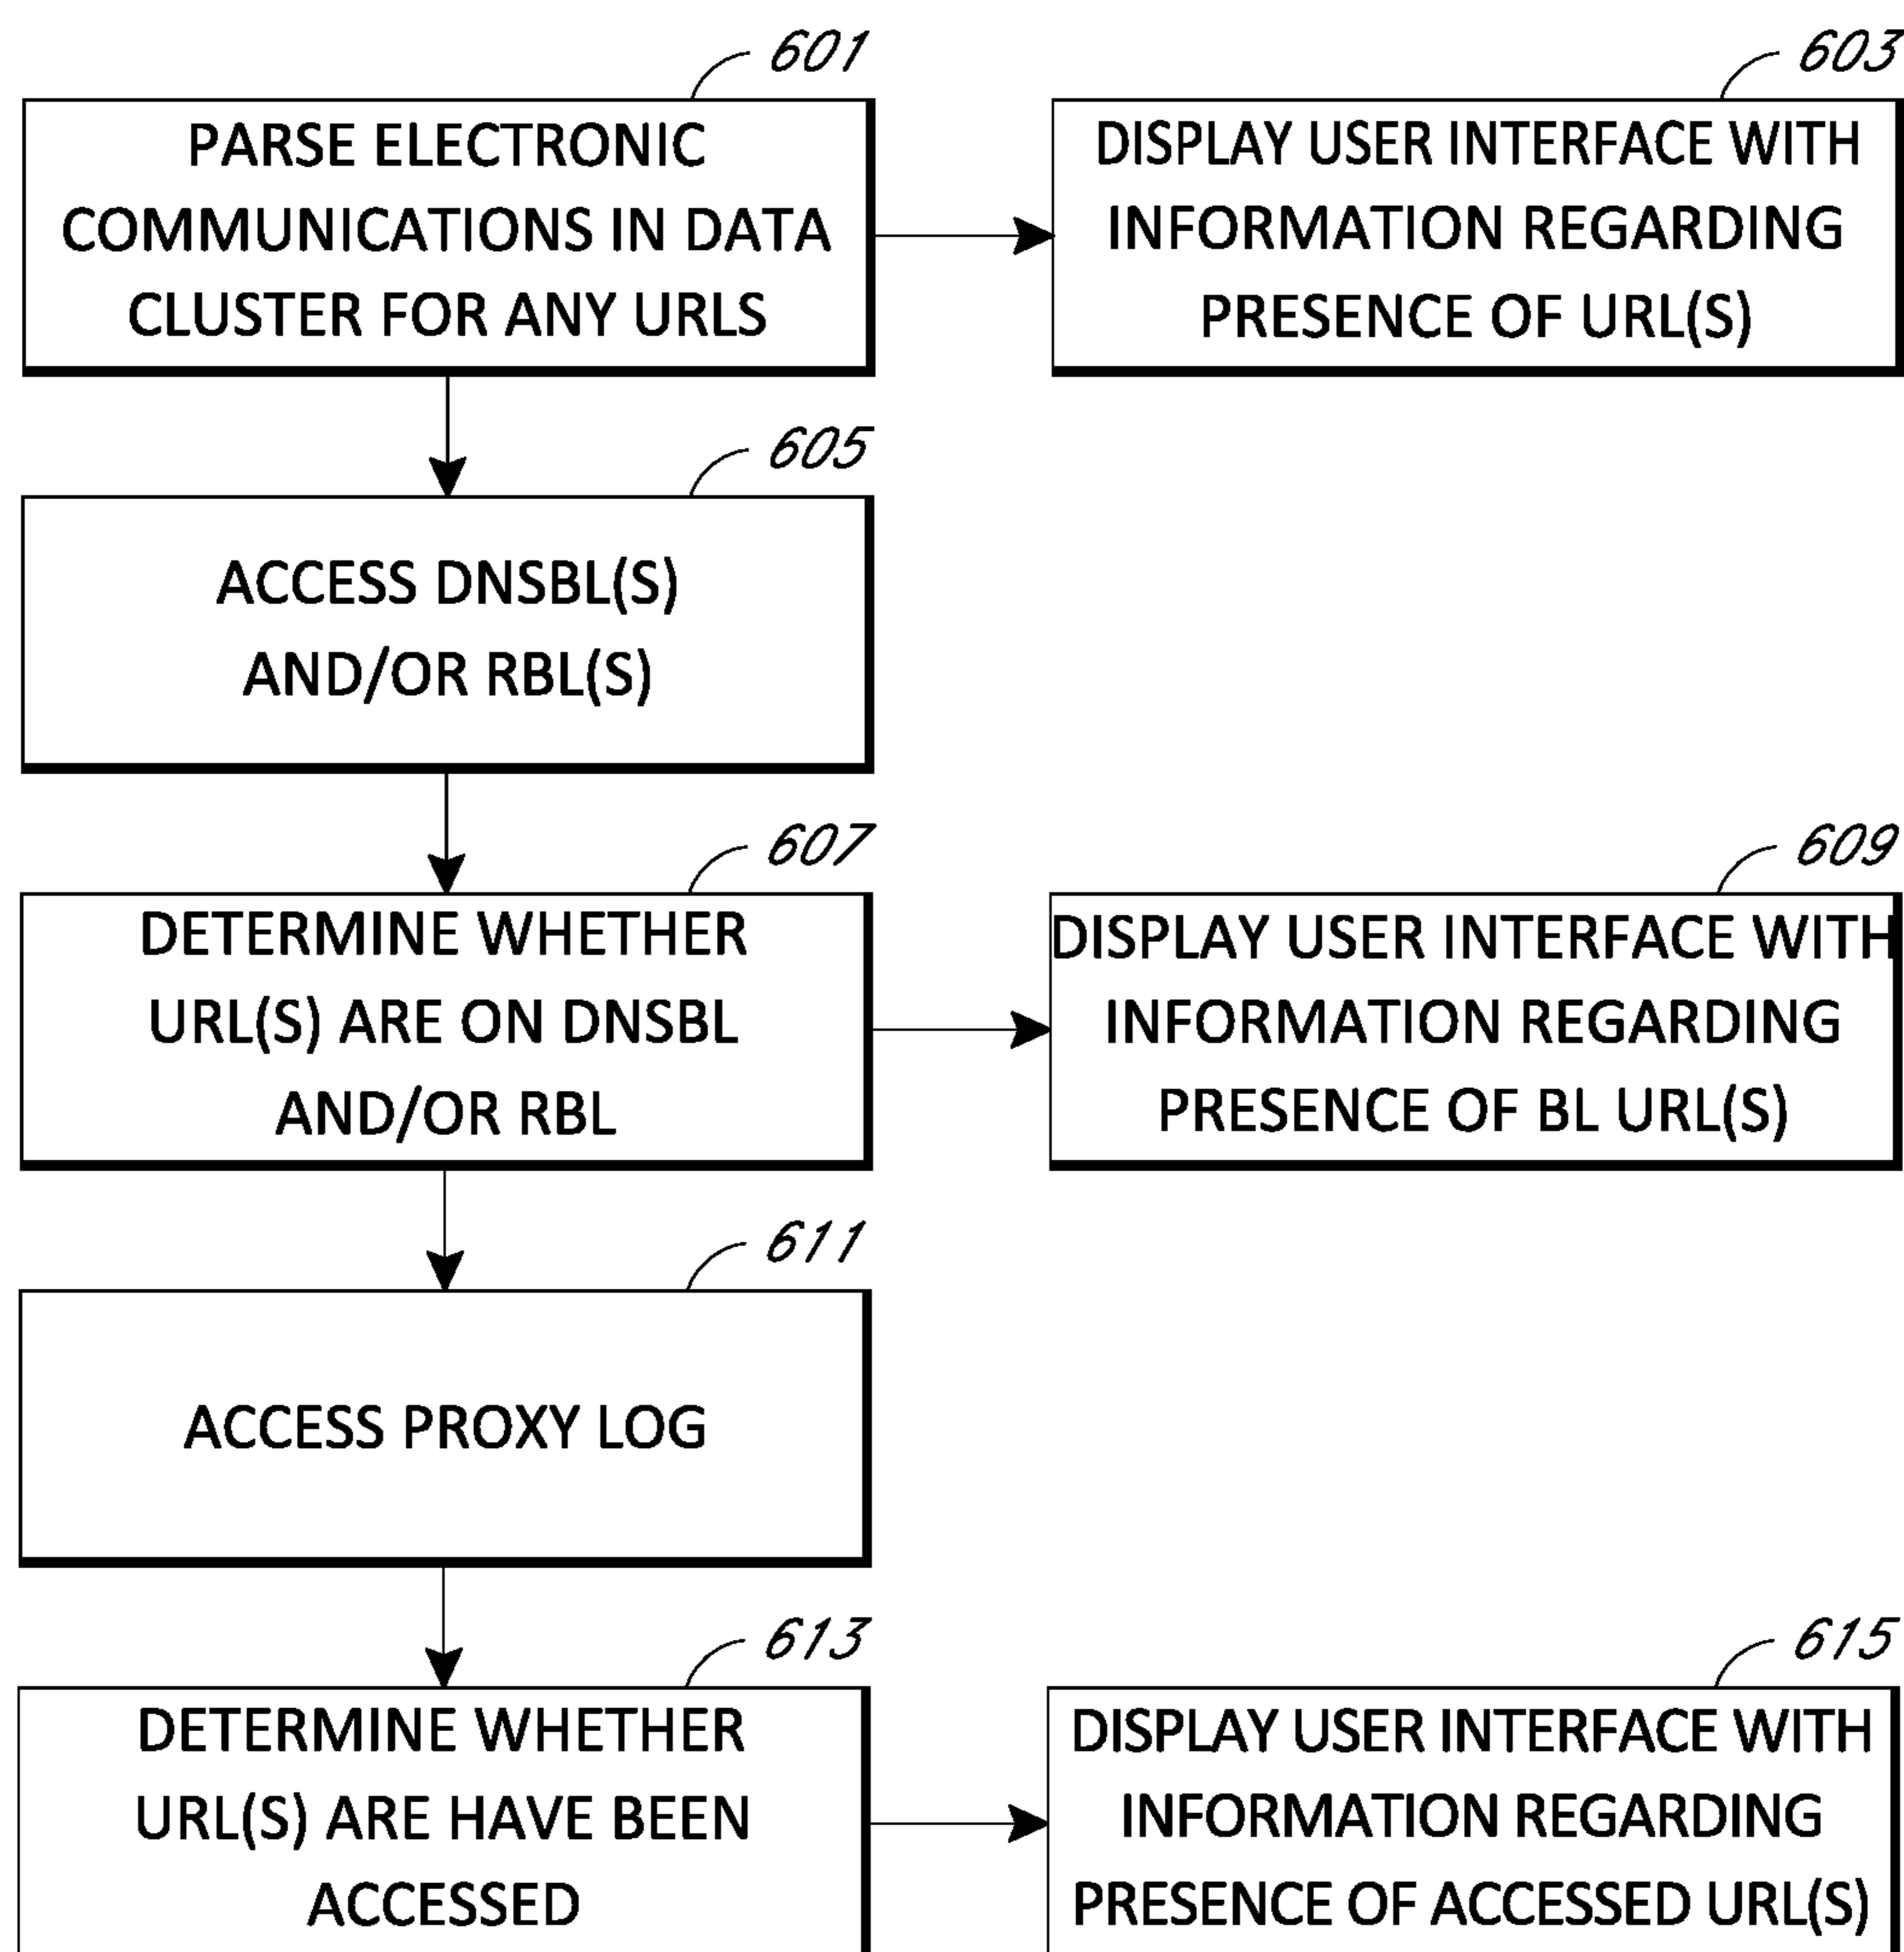 601
PARSE ELECTRONIC
COMMUNICATIONS IN DATA
CLUSTER FOR ANY URLS
603
DISPLAY USER INTERFACE WITH
INFORMATION REGARDING
PRESENCE OF URL(S)
605
ACCESS DNSBL(S)
AND/OR RBL(S)
607
DETERMINE WHETHER
URL(S) ARE ON DNSBL
AND/OR RBL
609
DISPLAY USER INTERFACE WITH
INFORMATION REGARDING
PRESENCE OF BL URL(S)
611
ACCESS PROXY LOG
613
DETERMINE WHETHER
URL(S) ARE HAVE BEEN
ACCESSED
615
DISPLAY USER INTERFACE WITH
INFORMATION REGARDING
PRESENCE OF ACCESSED URL(S)